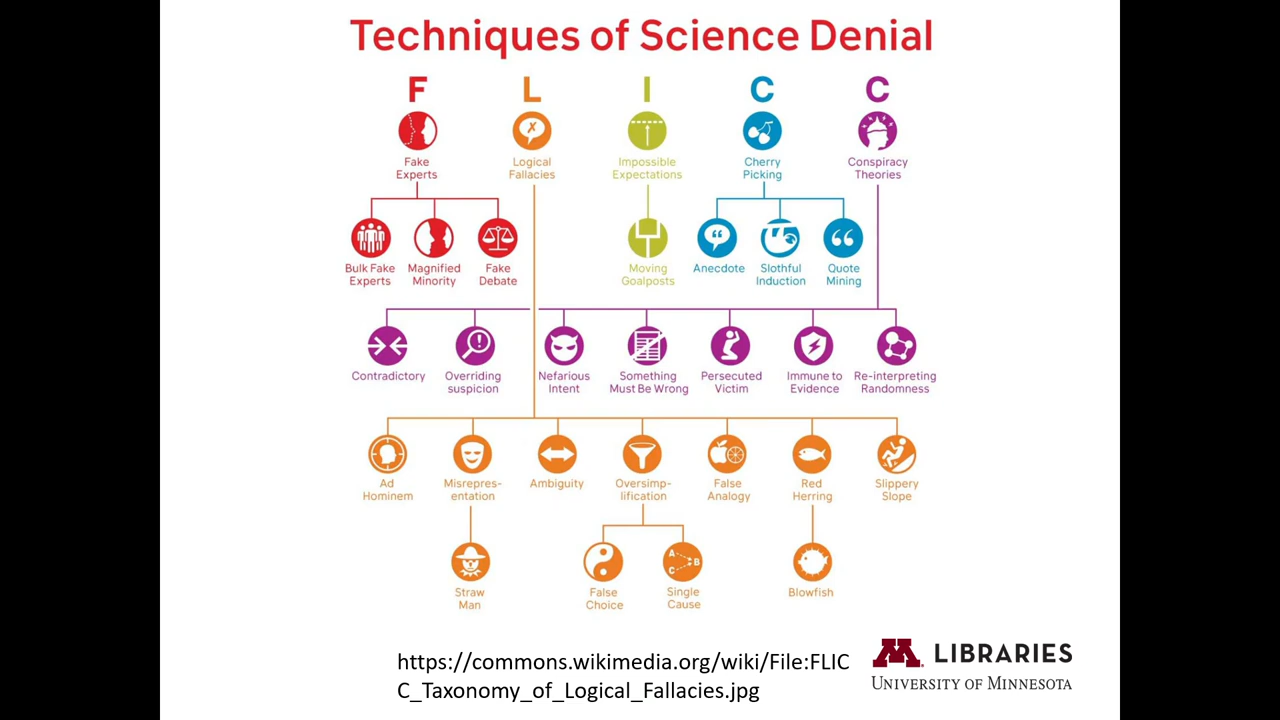 Techniques of Science Denial
F L I C C
Fake Experts
Logical Fallacies
Impossible Expectations
Cherry Picking
Conspiracy Theories
Bulk Fake Experts
Magnified Minority
Fake Debate
Moving Goalposts
Anecdote
Slothful Induction
Quote Mining
Contradictory
Overriding suspicion
Nefarious Intent
Something Must Be Wrong
Persecuted Victim
Immune to Evidence
Re-interpreting Randomness
Ad Hominem
Misrepres-entation
Ambiguity
Oversimp-lification
False Analogy
Red Herring
Slippery Slope
Straw Man
False Choice
A B C
Single Cause
Blowfish
https://commons.wikimedia.org/wiki/File:FLIC
C_Taxonomy_of_Logical_Fallacies.jpg
M LIBRARIES
UNIVERSITY OF MINNESOTA